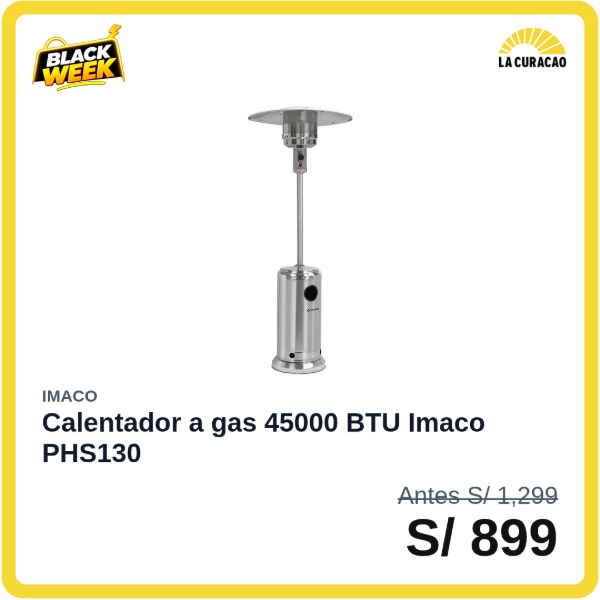 BLACK
WEEK
LA CURACAO
IMACO
Calentador a gas 45000 BTU Imaco
PHS130
Antes S/ 1,299
S/ 899